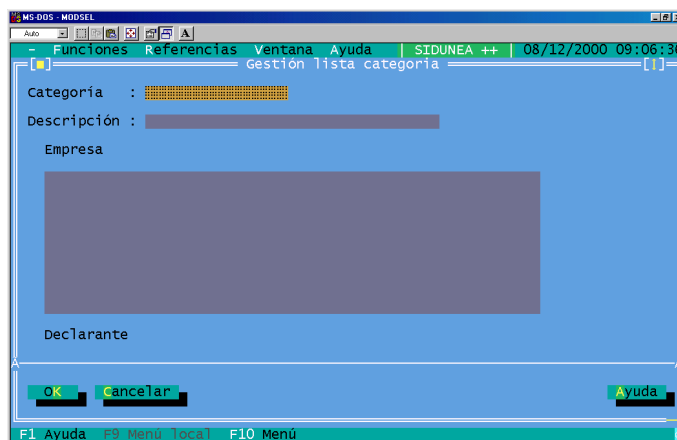 MS-DOS - MODSEL
Auto A
- Funciones Referencias Ventana Ayuda | SIDUNEA ++ | 08/12/2000 09:06:30
[ ] Gestión lista categoría [↕]
Categoría :
Descripción :
Empresa
Declarante
OK Cancelar Ayuda
F1 Ayuda F9 Menú local F10 Menú